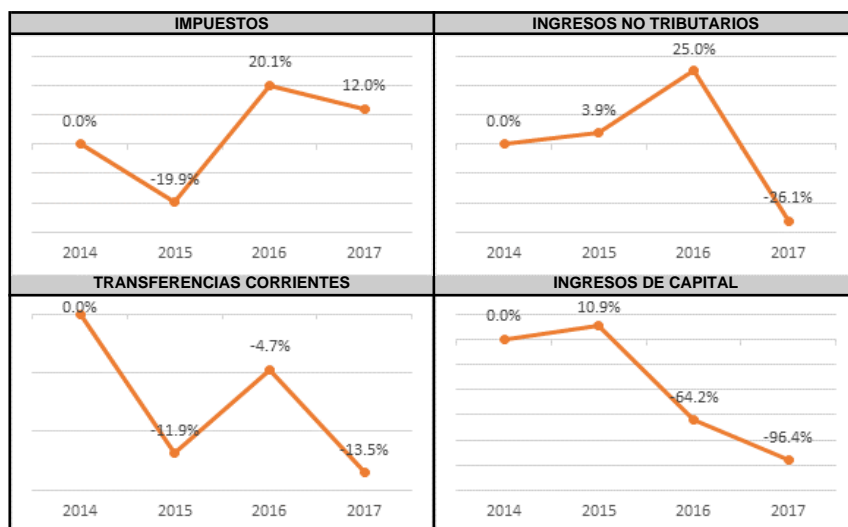 IMPUESTOS
20.1%
12.0%
0.0%
-19.9%
2014 2015 2016 2017
INGRESOS NO TRIBUTARIOS
25.0%
3.9%
0.0%
-26.1%
2014 2015 2016 2017
TRANSFERENCIAS CORRIENTES
0.0%
-4.7%
-11.9%
-13.5%
2014 2015 2016 2017
INGRESOS DE CAPITAL
10.9%
0.0%
-64.2%
-96.4%
2014 2015 2016 2017